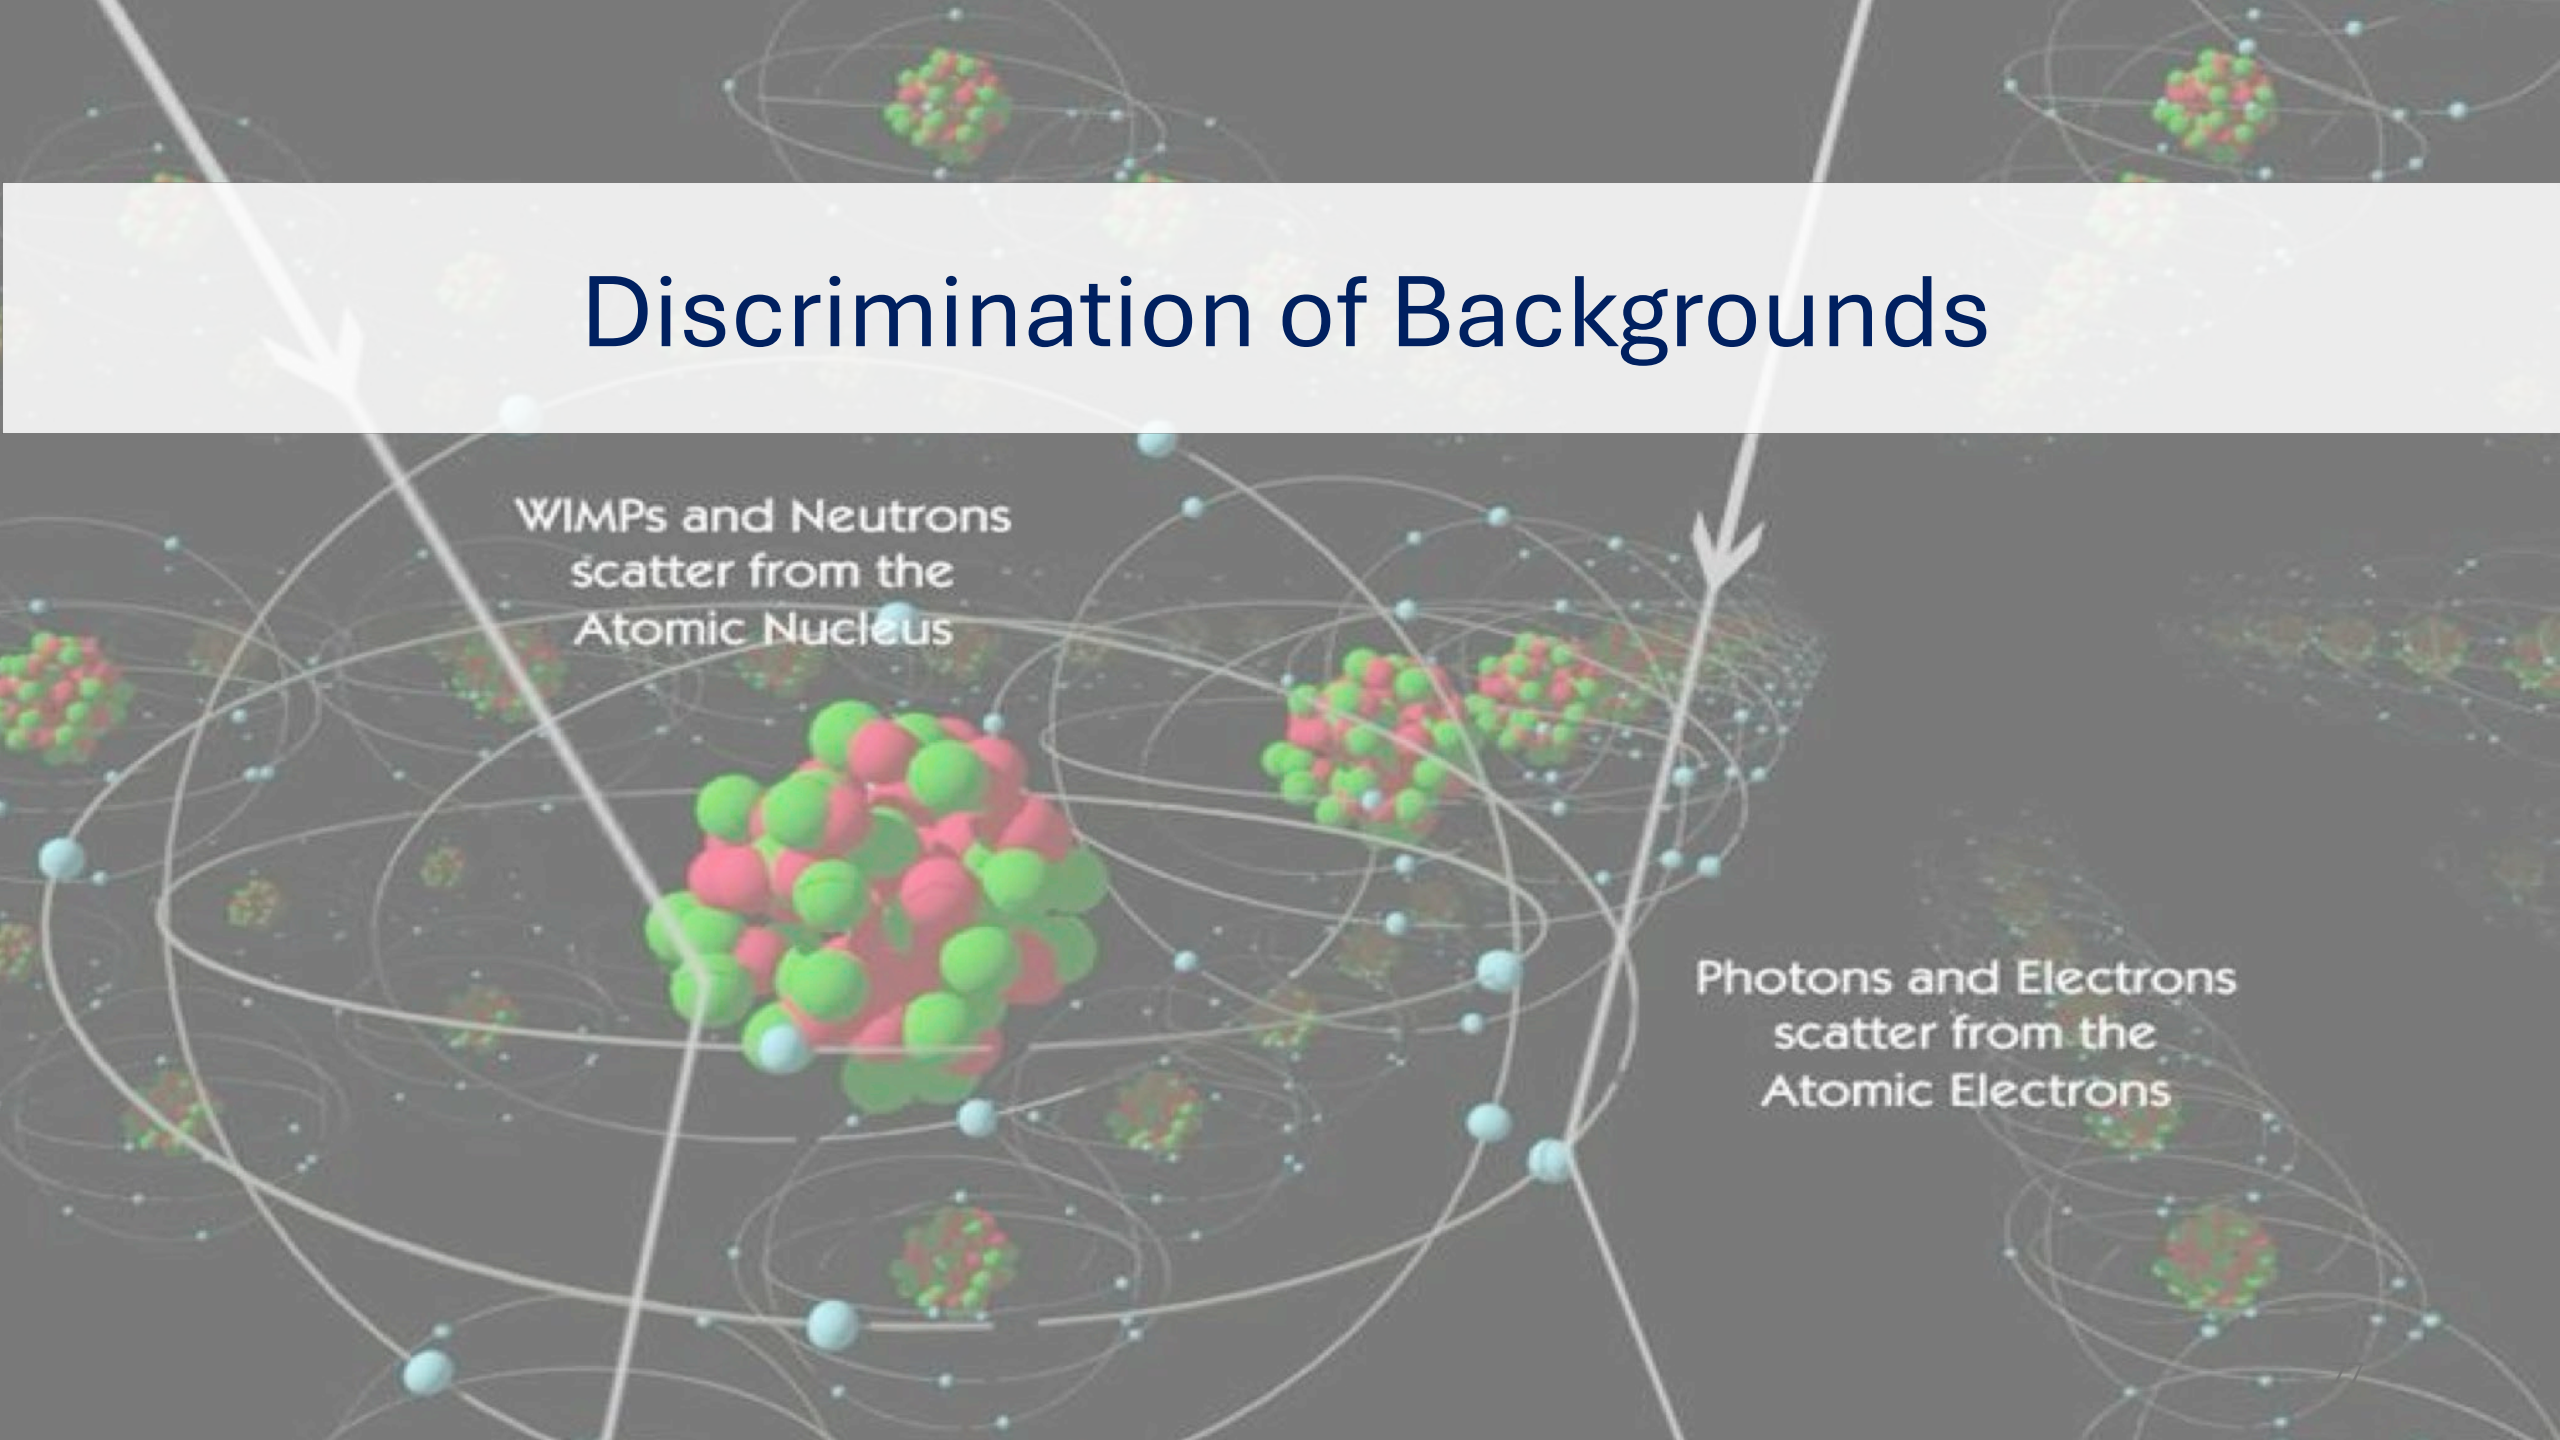 Discrimination of Backgrounds
WIMPs and Neutrons
scatter from the
Atomic Nucleus
Photons and Electrons
scatter from the
Atomic Electrons